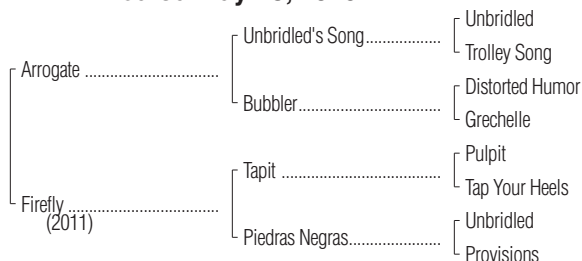 Unbridled
Unbridled's Song
Trolley Song
Arrogate
Distorted Humor
Bubbler
Grechelle
Pulpit
Tapit
Tap Your Heels
Firefly
(2011)
Unbridled
Piedras Negras
Provisions